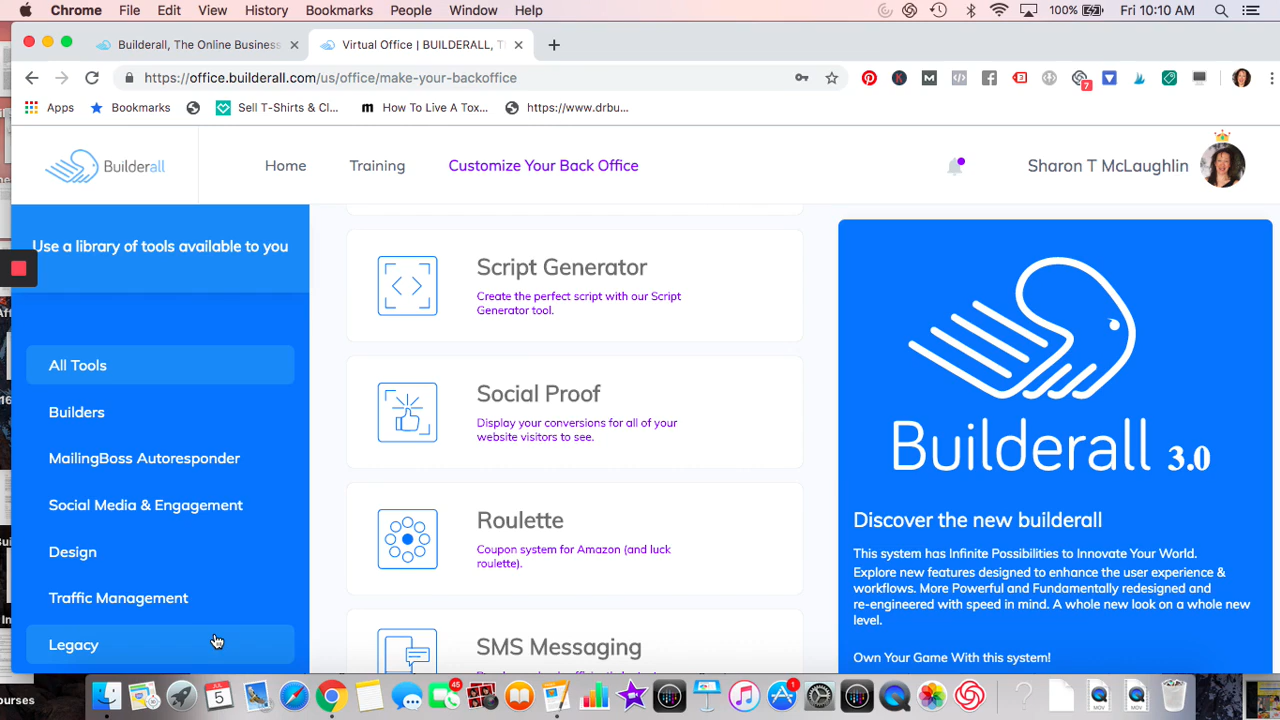 Chrome File Edit View History Bookmarks People Window Help 100% Fri 10:10 AM
Builderall, The Online Business Virtual Office | BUILDERALL, T
https://office.builderall.com/us/office/make-your-backoffice 7
Apps Bookmarks Sell T-Shirts & Cl... How To Live A Tox... https://www.drbu...
Builderall Home Training Customize Your Back Office Sharon T McLaughlin
Use a library of tools available to you
All Tools
Builders
MailingBoss Autoresponder
Social Media & Engagement
Design
Traffic Management
Legacy
Script Generator
Create the perfect script with our Script
Generator tool.
Social Proof
Display your conversions for all of your
website visitors to see.
Roulette
Coupon system for Amazon (and luck
roulette).
SMS Messaging
Builderall 3.0
Discover the new builderall
This system has Infinite Possibilities to Innovate Your World.
Explore new features designed to enhance the user experience &
workflows. More Powerful and Fundamentally redesigned and
re-engineered with speed in mind. A whole new look on a whole new
level.
Own Your Game With this system!
ourses
JUL
5
45
1
MOV
MOV